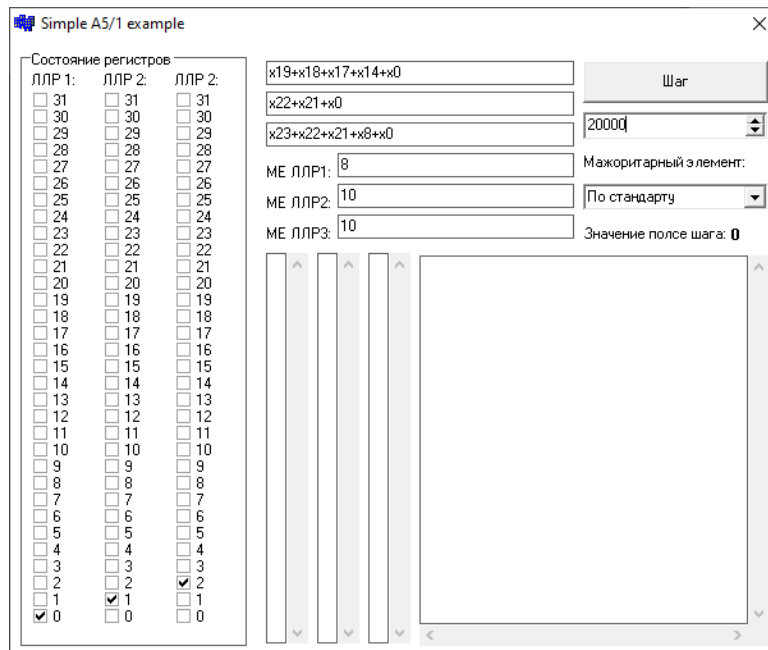 Simple A5/1 example
Состояние регистров
ЛЛР 1: ЛЛР 2: ЛЛР 2:
31 31 31
30 30 30
29 29 29
28 28 28
27 27 27
26 26 26
25 25 25
24 24 24
23 23 23
22 22 22
21 21 21
20 20 20
19 19 19
18 18 18
17 17 17
16 16 16
15 15 15
14 14 14
13 13 13
12 12 12
11 11 11
10 10 10
9 9 9
8 8 8
7 7 7
6 6 6
5 5 5
4 4 4
3 3 3
2 2 2
1 1 1
0 0 0
x19+x18+x17+x14+x0
x22+x21+x0
x23+x22+x21+x8+x0
МЕ ЛЛР1: 8
МЕ ЛЛР2: 10
МЕ ЛЛР3: 10
Шаг
20000
Мажоритарный элемент:
По стандарту
Значение полсе шага: 0